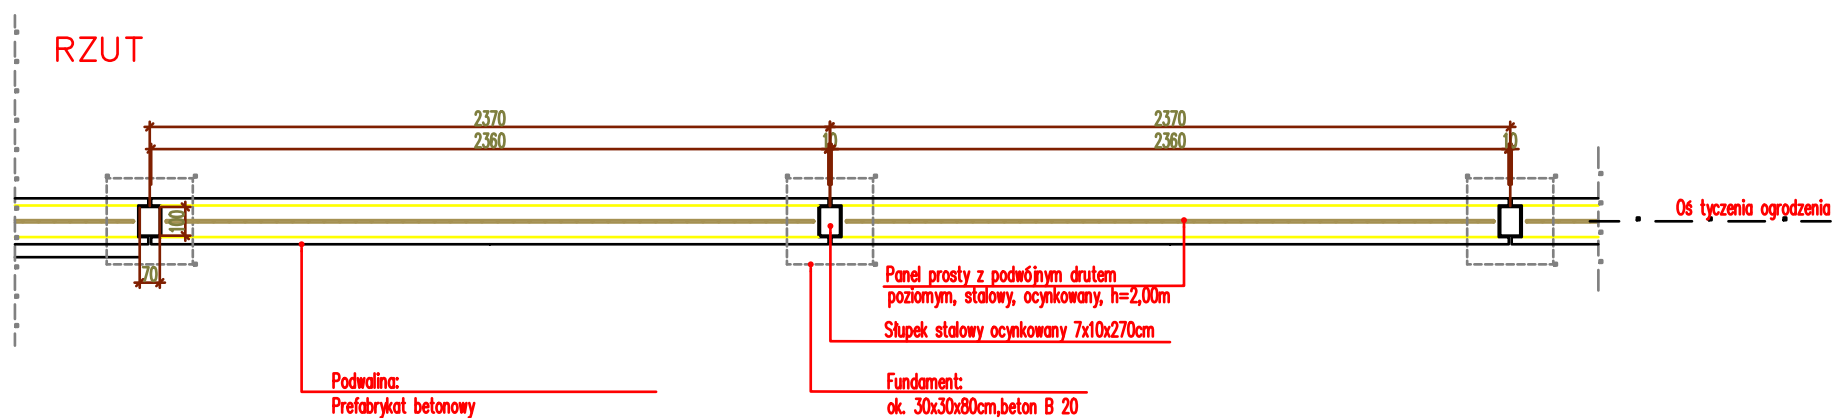 RZUT
2370
2370
2360
10
2360
10
100
Oś tyczenia ogrodzenia
70
Panel prosty z podwójnym drutem
poziomym, stalowy, ocynkowany, h=2,00m
Słupek stalowy ocynkowany 7x10x270cm
Podwalina:
Prefabrykat betonowy
Fundament:
ok. 30x30x80cm,beton B 20